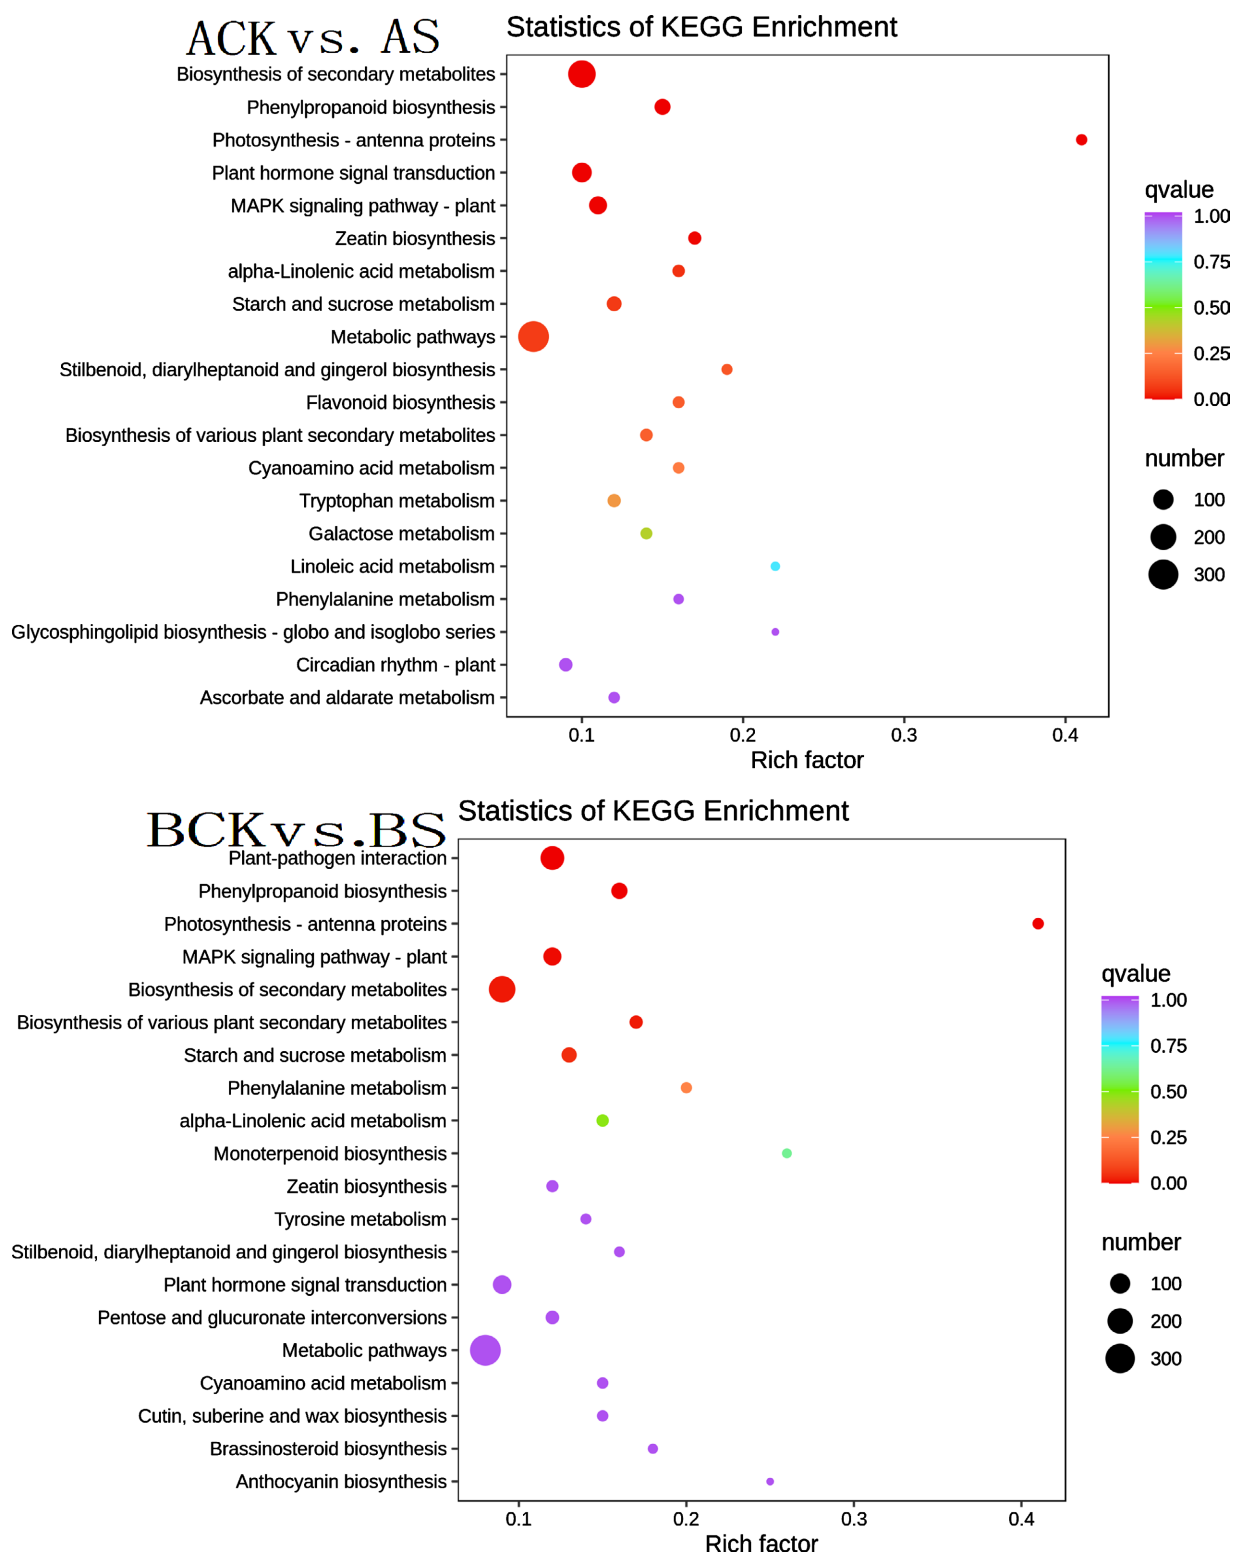 ACK vs. AS
Statistics of KEGG Enrichment
Biosynthesis of secondary metabolites
Phenylpropanoid biosynthesis
Photosynthesis - antenna proteins
Plant hormone signal transduction
MAPK signaling pathway - plant
Zeatin biosynthesis
alpha-Linolenic acid metabolism
Starch and sucrose metabolism
Metabolic pathways
Stilbenoid, diarylheptanoid and gingerol biosynthesis
Flavonoid biosynthesis
Biosynthesis of various plant secondary metabolites
Cyanoamino acid metabolism
Tryptophan metabolism
Galactose metabolism
Linoleic acid metabolism
Phenylalanine metabolism
Glycosphingolipid biosynthesis - globo and isoglobo series
Circadian rhythm - plant
Ascorbate and aldarate metabolism
0.1 0.2 0.3 0.4
Rich factor
qvalue
1.00
0.75
0.50
0.25
0.00
number
100
200
300
BCK vs. BS
Statistics of KEGG Enrichment
Plant-pathogen interaction
Phenylpropanoid biosynthesis
Photosynthesis - antenna proteins
MAPK signaling pathway - plant
Biosynthesis of secondary metabolites
Biosynthesis of various plant secondary metabolites
Starch and sucrose metabolism
Phenylalanine metabolism
alpha-Linolenic acid metabolism
Monoterpenoid biosynthesis
Zeatin biosynthesis
Tyrosine metabolism
Stilbenoid, diarylheptanoid and gingerol biosynthesis
Plant hormone signal transduction
Pentose and glucuronate interconversions
Metabolic pathways
Cyanoamino acid metabolism
Cutin, suberine and wax biosynthesis
Brassinosteroid biosynthesis
Anthocyanin biosynthesis
0.1 0.2 0.3 0.4
Rich factor
qvalue
1.00
0.75
0.50
0.25
0.00
number
100
200
300